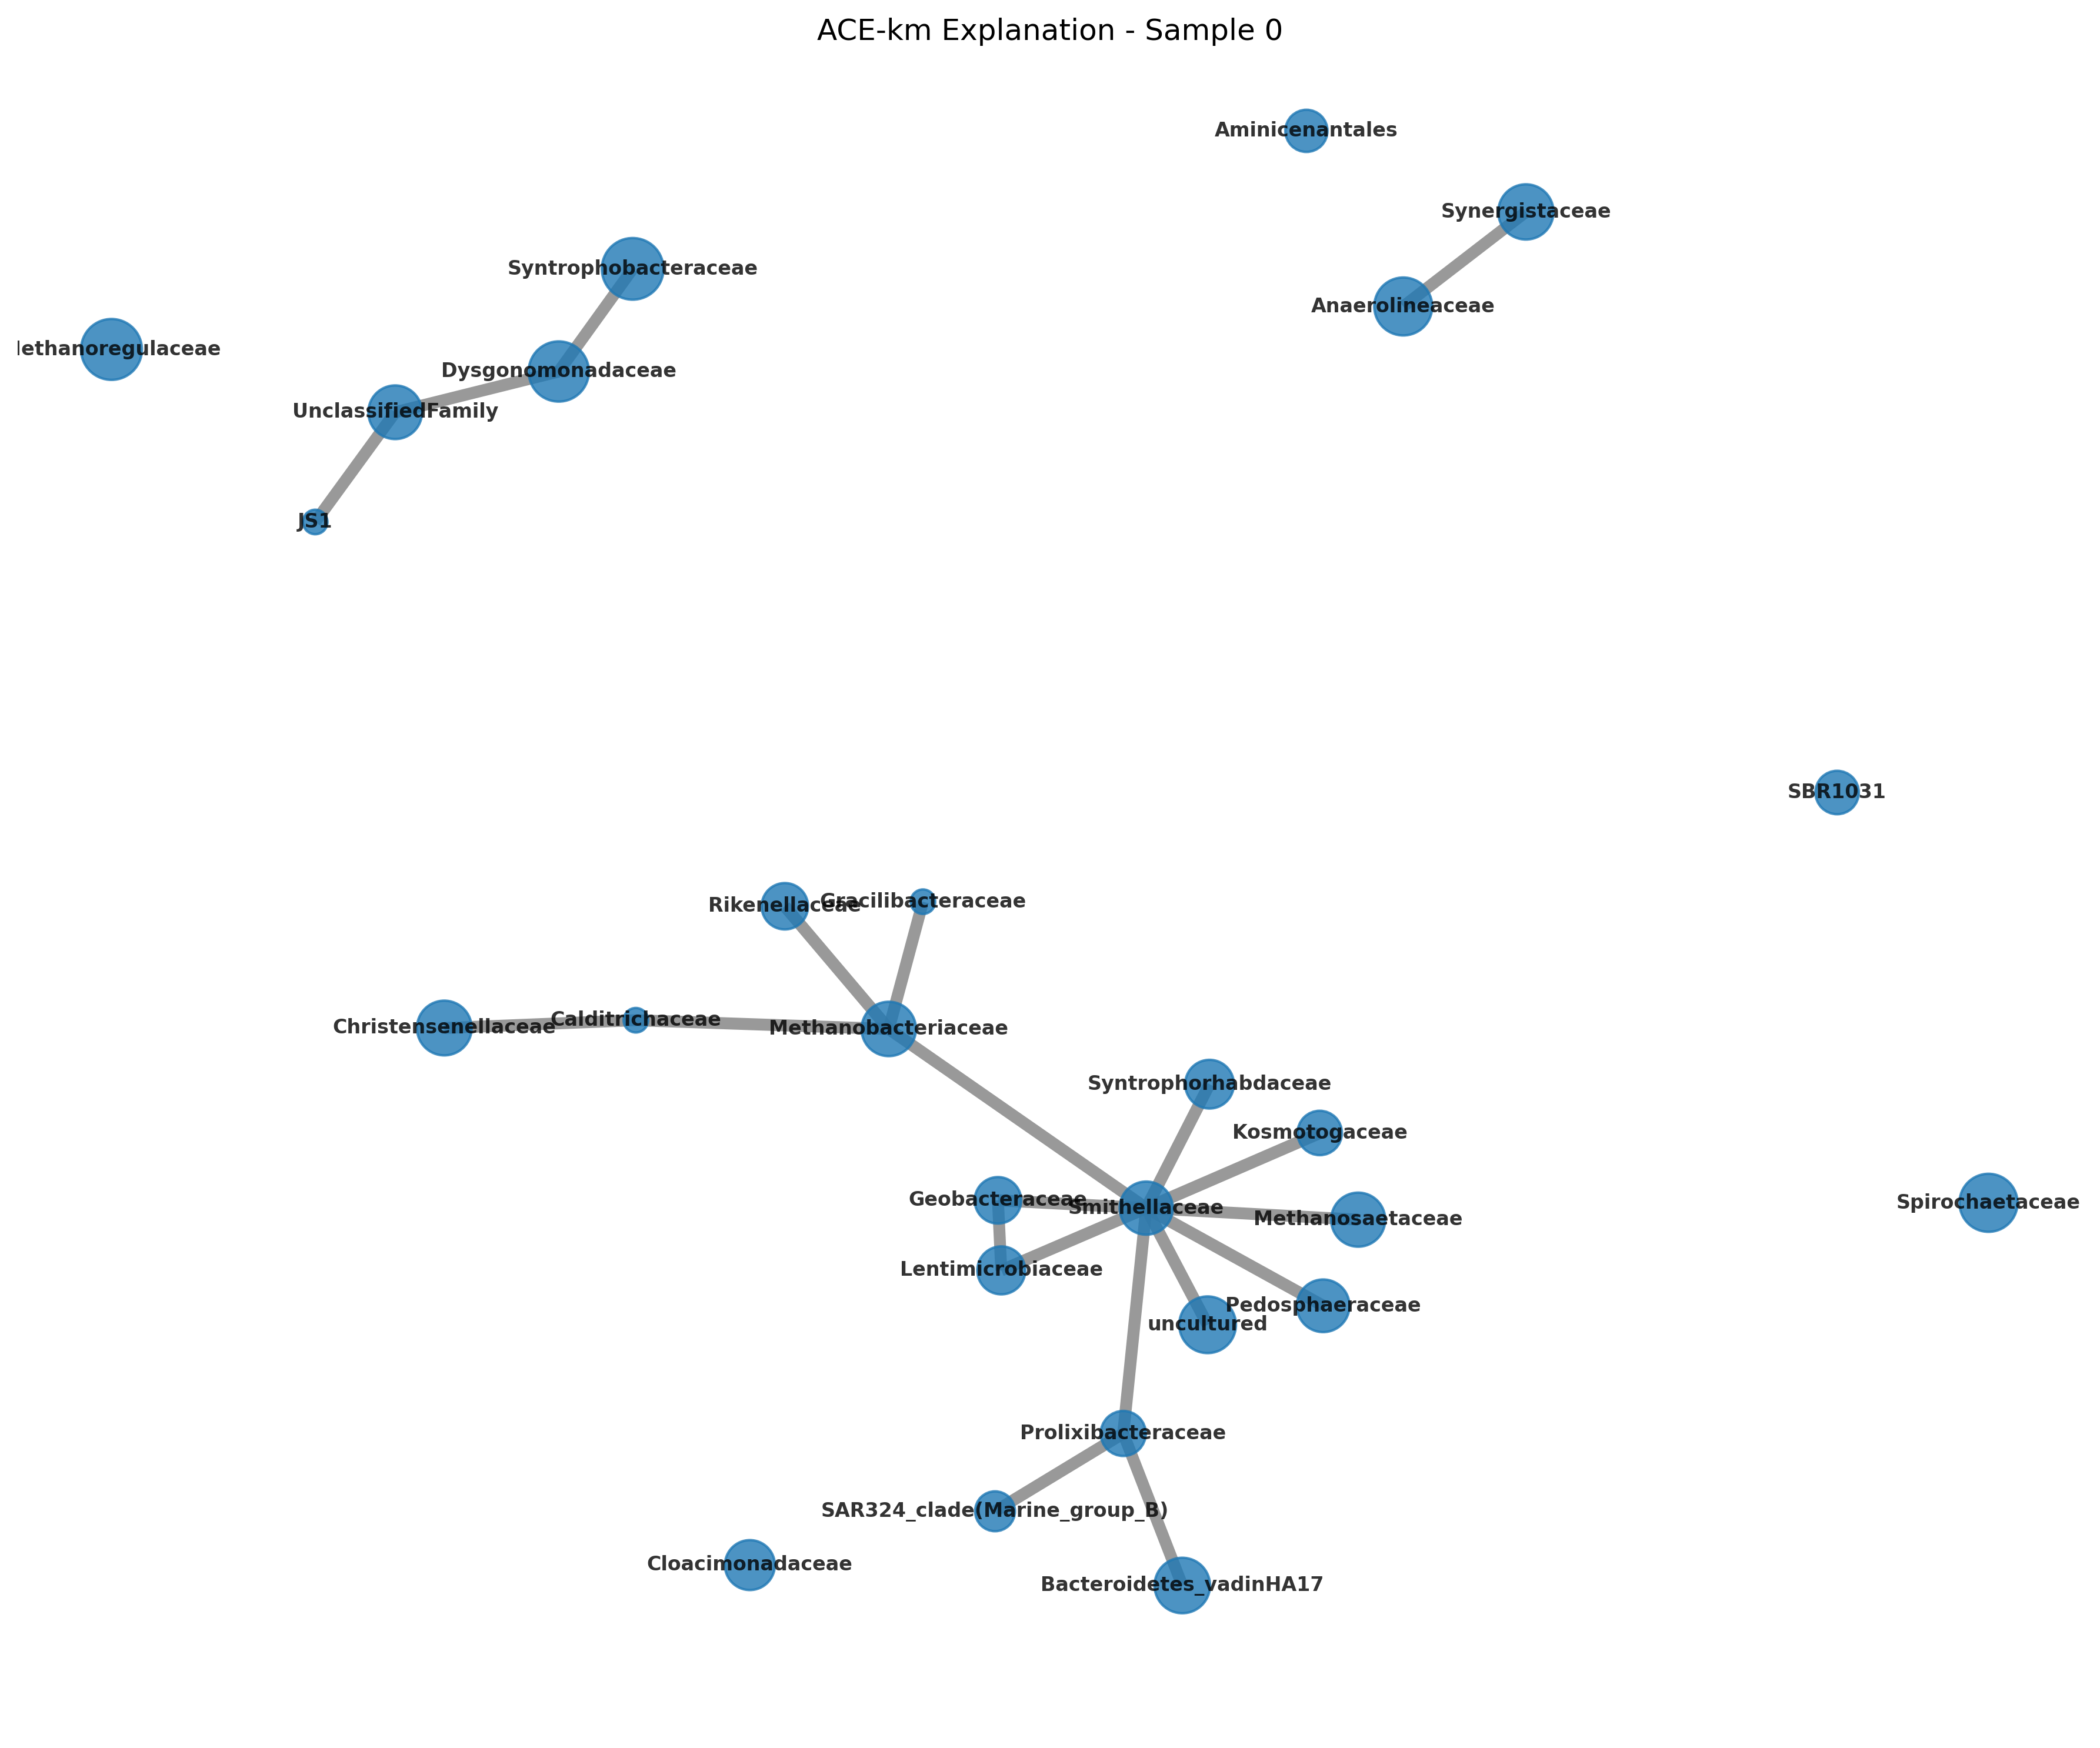 ACE-km Explanation - Sample 0
Aminicenantales
Synergistaceae
Syntrophobacteraceae
Anaerolineaceae
lethanoregulaceae
Dysgonomonadaceae
UnclassifiedFamily
JS1
SBR1031
Rikenellaceae
Gracilibacteraceae
Christensenellaceae
Calditrichaceae
Methanobacteriaceae
Syntrophorhabdaceae
Kosmotogaceae
Geobacteraceae
Smithellaceae
Methanosaetaceae
Spirochaetaceae
Lentimicrobiaceae
Pedosphaeraceae
uncultured
Prolixibacteraceae
SAR324_clade(Marine_group_B)
Cloacimonadaceae
Bacteroidetes_vadinHA17